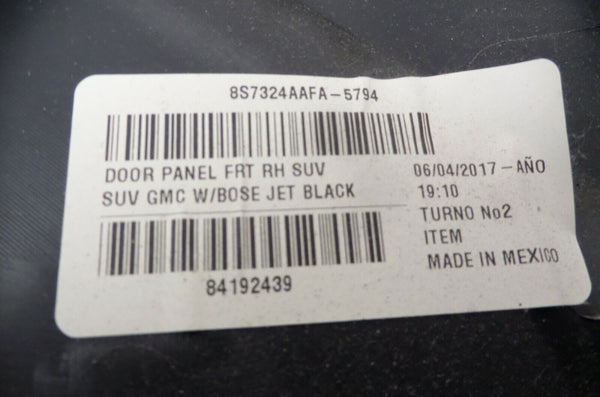 8S7324AAFA-5794
DOOR PANEL FRT RH SUV
SUV GMC W/BOSE JET BLACK
84192439
06/04/2017-AÑO
19:10
TURNO No2
ITEM
MADE IN MEXICO